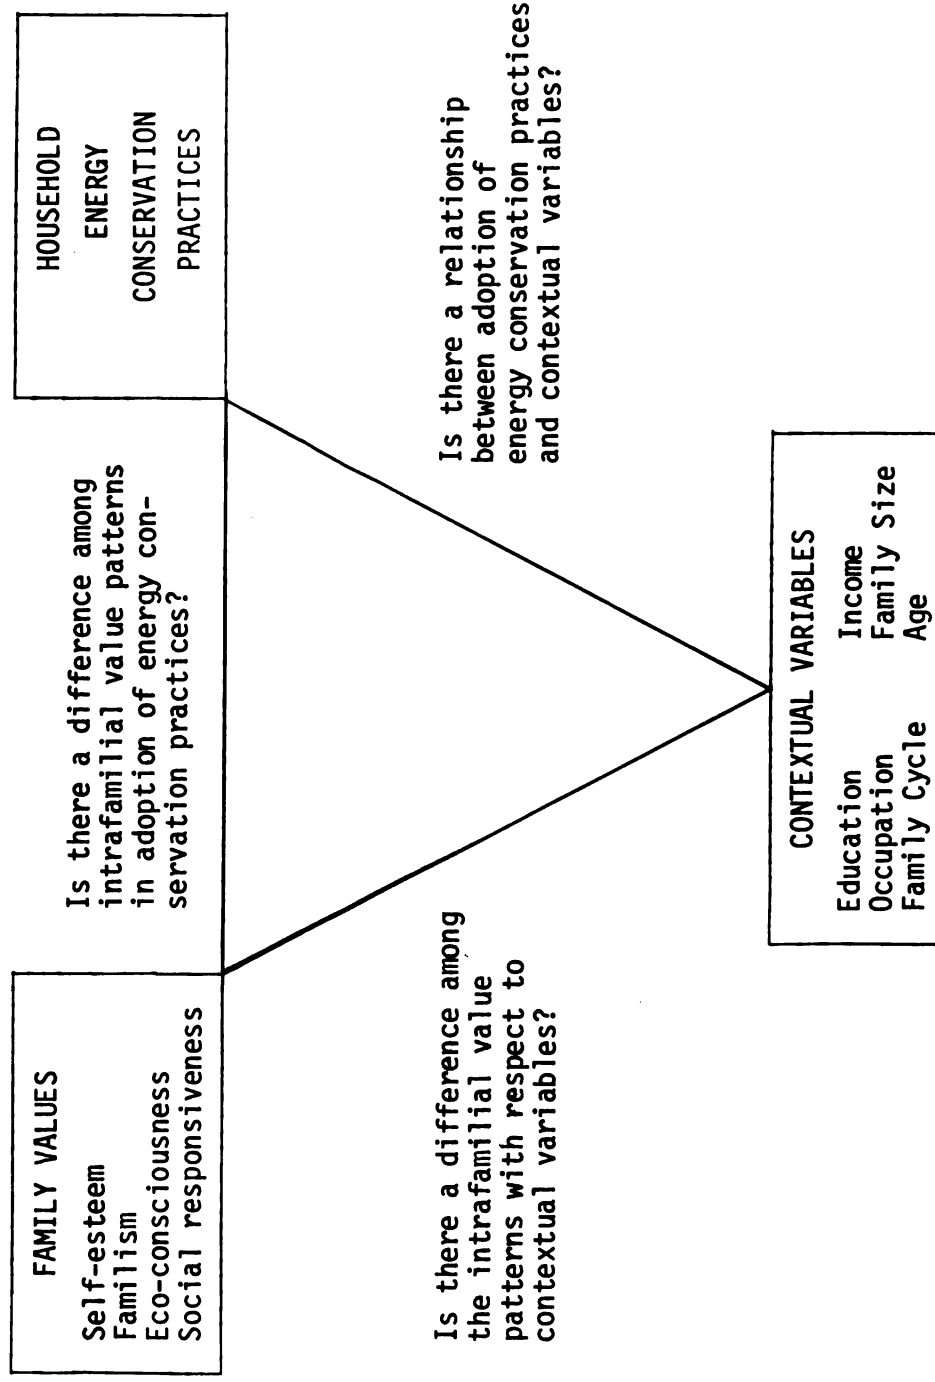 FAMILY VALUES
Self-esteem
Familism
Eco-consciousness
Social responsiveness
Is there a difference among
intrafamilial value patterns
in adoption of energy con-
servation practices?
HOUSEHOLD
ENERGY
CONSERVATION
PRACTICES
Is there a difference among
the intrafamilial value
patterns with respect to
contextual variables?
Is there a relationship
between adoption of
energy conservation practices
and contextual variables?
CONTEXTUAL VARIABLES
Education Income
Occupation Family Size
Family Cycle Age